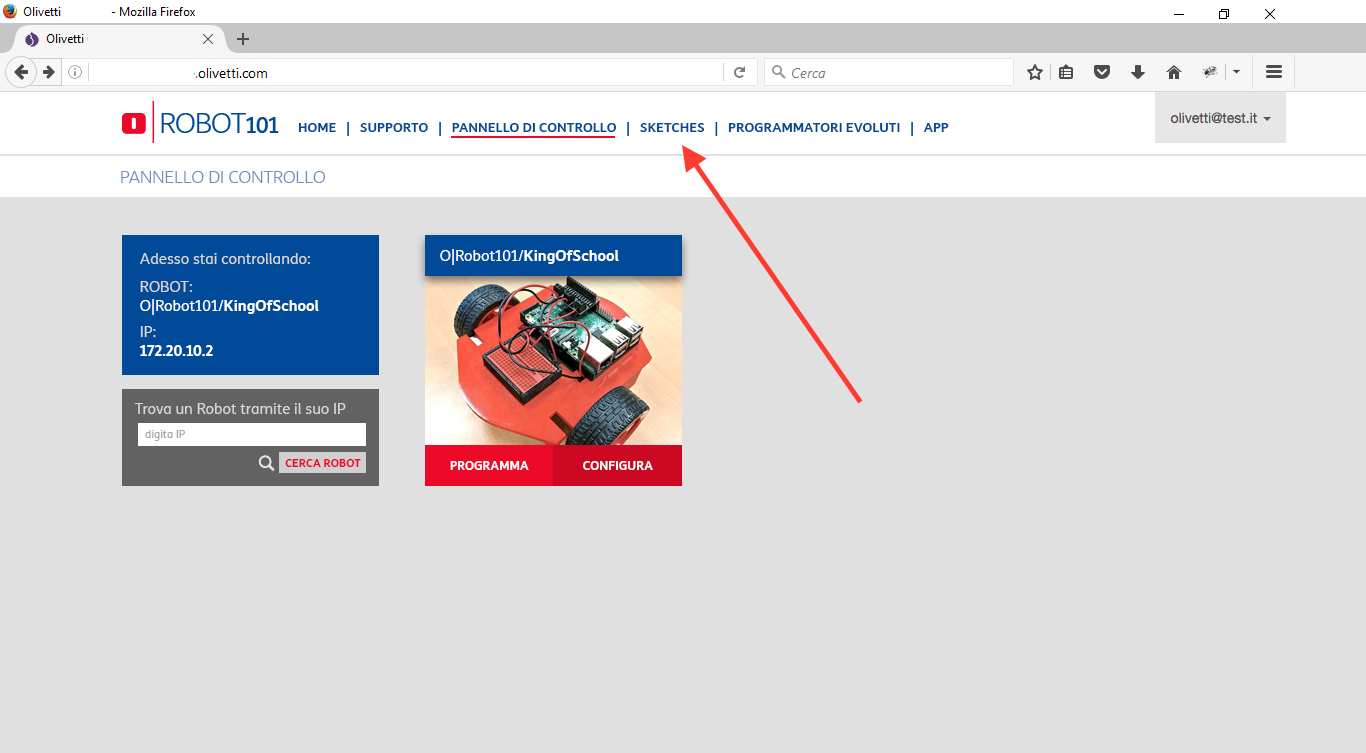 Olivetti - Mozilla Firefox
Olivetti
.olivetti.com
Cerca
ROBOT101
HOME | SUPPORTO | PANNELLO DI CONTROLLO | SKETCHES | PROGRAMMATORI EVOLUTI | APP
olivetti@test.it
PANNELLO DI CONTROLLO
Adesso stai controllando:
ROBOT:
O|Robot101/KingOfSchool
IP:
172.20.10.2
Trova un Robot tramite il suo IP
digita IP
CERCA ROBOT
O|Robot101/KingOfSchool
PROGRAMMA CONFIGURA